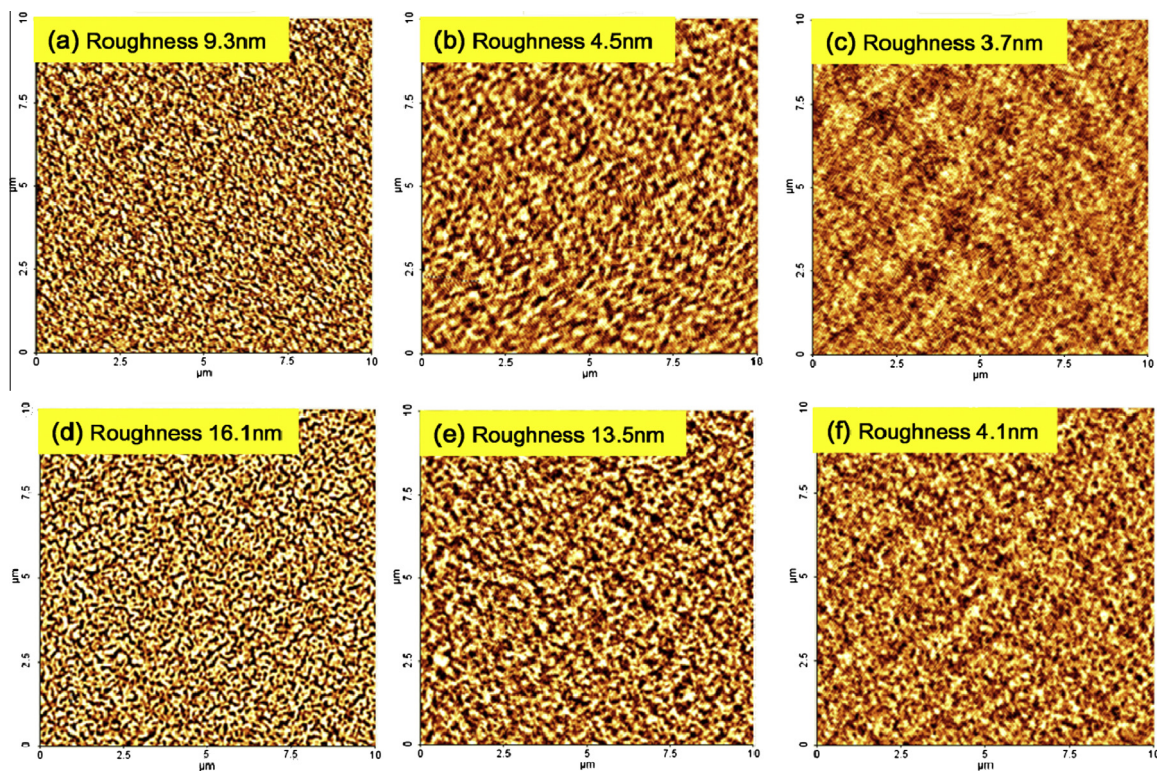 (a) Roughness 9.3nm
10
7.5
5
µm
2.5
0
0 2.5 5 7.5 10
µm
(b) Roughness 4.5nm
10
7.5
5
µm
2.5
0
0 2.5 5 7.5 10
µm
(c) Roughness 3.7nm
10
7.5
5
µm
2.5
0
0 2.5 5 7.5 10
µm
(d) Roughness 16.1nm
10
7.5
5
µm
2.5
0
0 2.5 5 7.5 10
µm
(e) Roughness 13.5nm
10
7.5
5
µm
2.5
0
0 2.5 5 7.5 10
µm
(f) Roughness 4.1nm
10
7.5
5
µm
2.5
0
0 2.5 5 7.5 10
µm